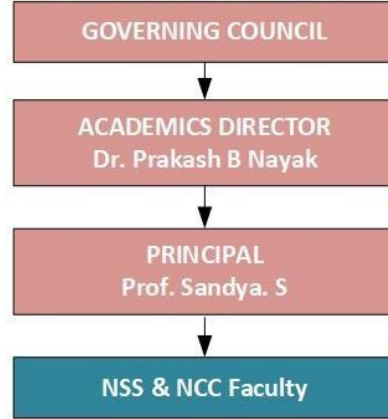 GOVERNING COUNCIL
ACADEMICS DIRECTOR
Dr. Prakash B Nayak
PRINCIPAL
Prof. Sandya. S
NSS & NCC Faculty